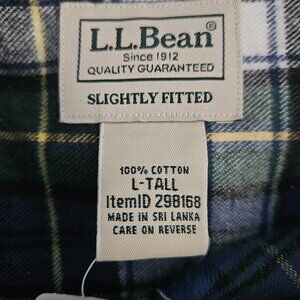 L.L.Bean®
Since 1912
QUALITY GUARANTEED
SLIGHTLY FITTED
100% COTTON
L-TALL
ItemID 298168
MADE IN SRI LANKA
CARE ON REVERSE